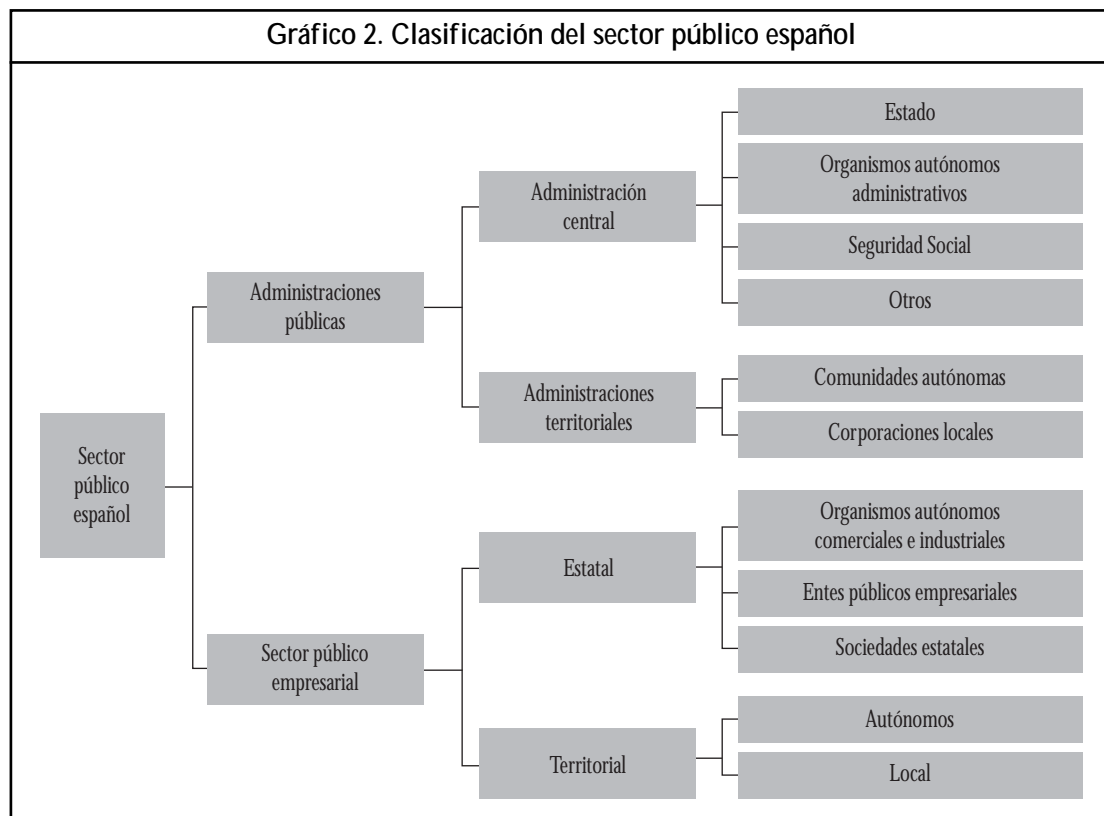 Gráfico 2. Clasificación del sector público español
Sector
público
español
Administraciones
públicas
Administración
central
Estado
Organismos autónomos
administrativos
Seguridad Social
Otros
Administraciones
territoriales
Comunidades autónomas
Corporaciones locales
Sector público
empresarial
Estatal
Organismos autónomos
comerciales e industriales
Entes públicos empresariales
Sociedades estatales
Territorial
Autónomos
Local